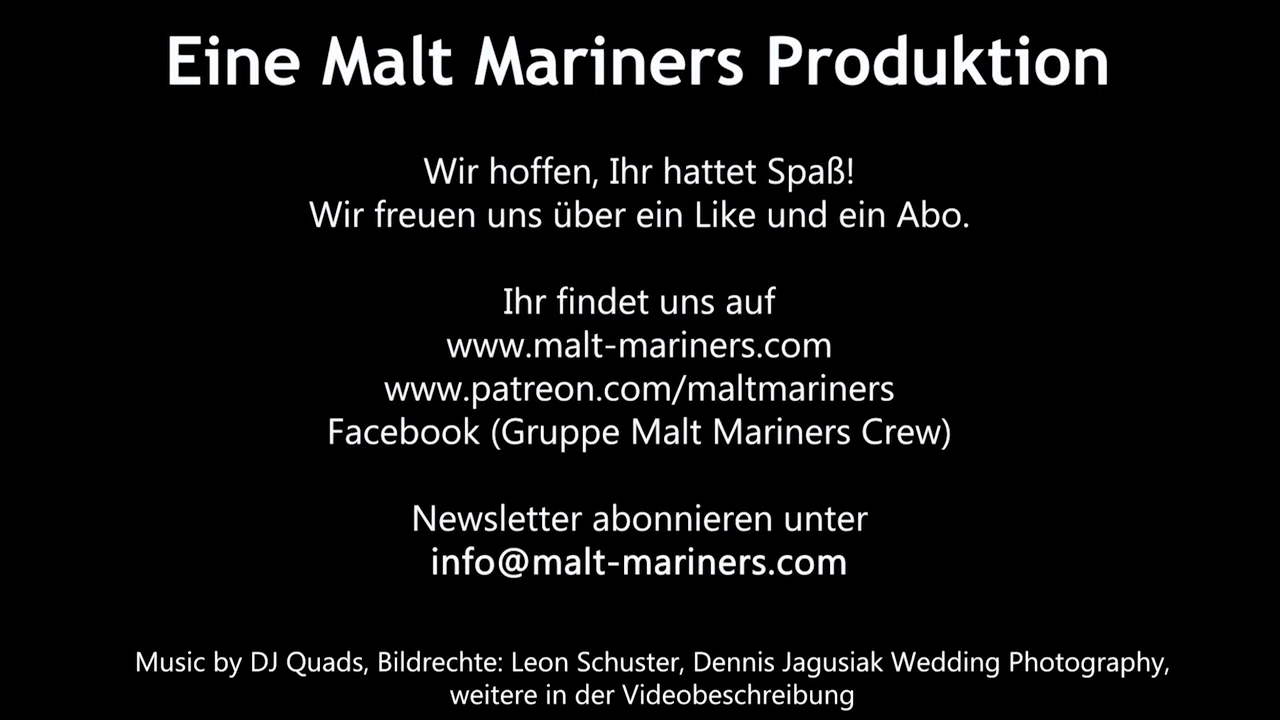 Eine Malt Mariners Produktion
Wir hoffen, Ihr hattet Spaß!
Wir freuen uns über ein Like und ein Abo.
Ihr findet uns auf
www.malt-mariners.com
www.patreon.com/maltmariners
Facebook (Gruppe Malt Mariners Crew)
Newsletter abonnieren unter
info@malt-mariners.com
Music by DJ Quads, Bildrechte: Leon Schuster, Dennis Jagusiak Wedding Photography,
weitere in der Videobeschreibung